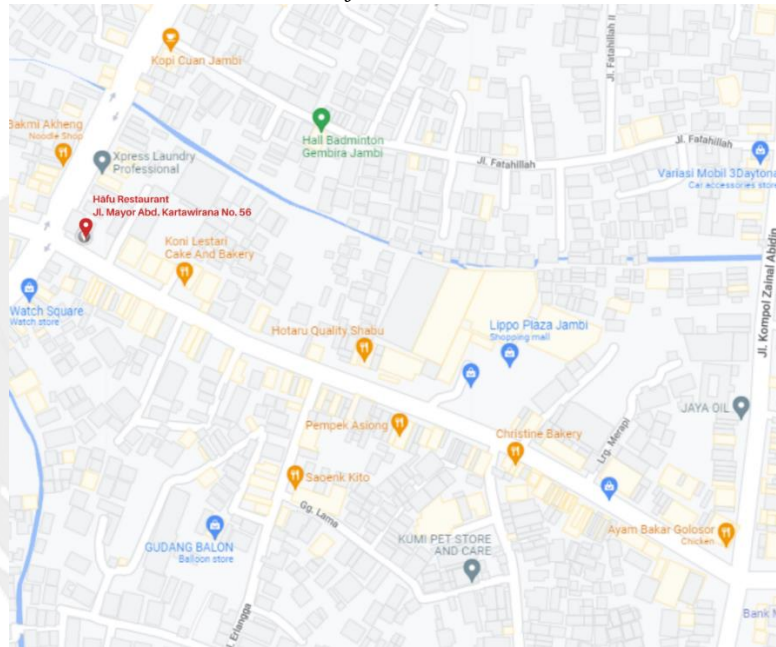 Kopi Cuan Jambi
Jl. Fatahillah II
Bakmi Akheng
Noodle Shop
Hall Badminton
Gembira Jambi
Jl. Fatahillah
Jl. Fatahillah
Xpress Laundry
Professional
Variasi Mobil 3Daytona
Car accessories store
Hāfu Restaurant
Jl. Mayor Abd. Kartawirana No. 56
Koni Lestari
Cake And Bakery
Jl. Kompol Zainal Abidin
Watch Square
Watch store
Hotaru Quality Shabu
Lippo Plaza Jambi
Shopping mall
JAYA OIL
Pempek Asiong
Christine Bakery
Lrg. Merapi
Saoenk Kito
Gg. Lama
GUDANG BALON
Balloon store
KUMI PET STORE
AND CARE
Ayam Bakar Golosor
Chicken
Erlangga
Bank